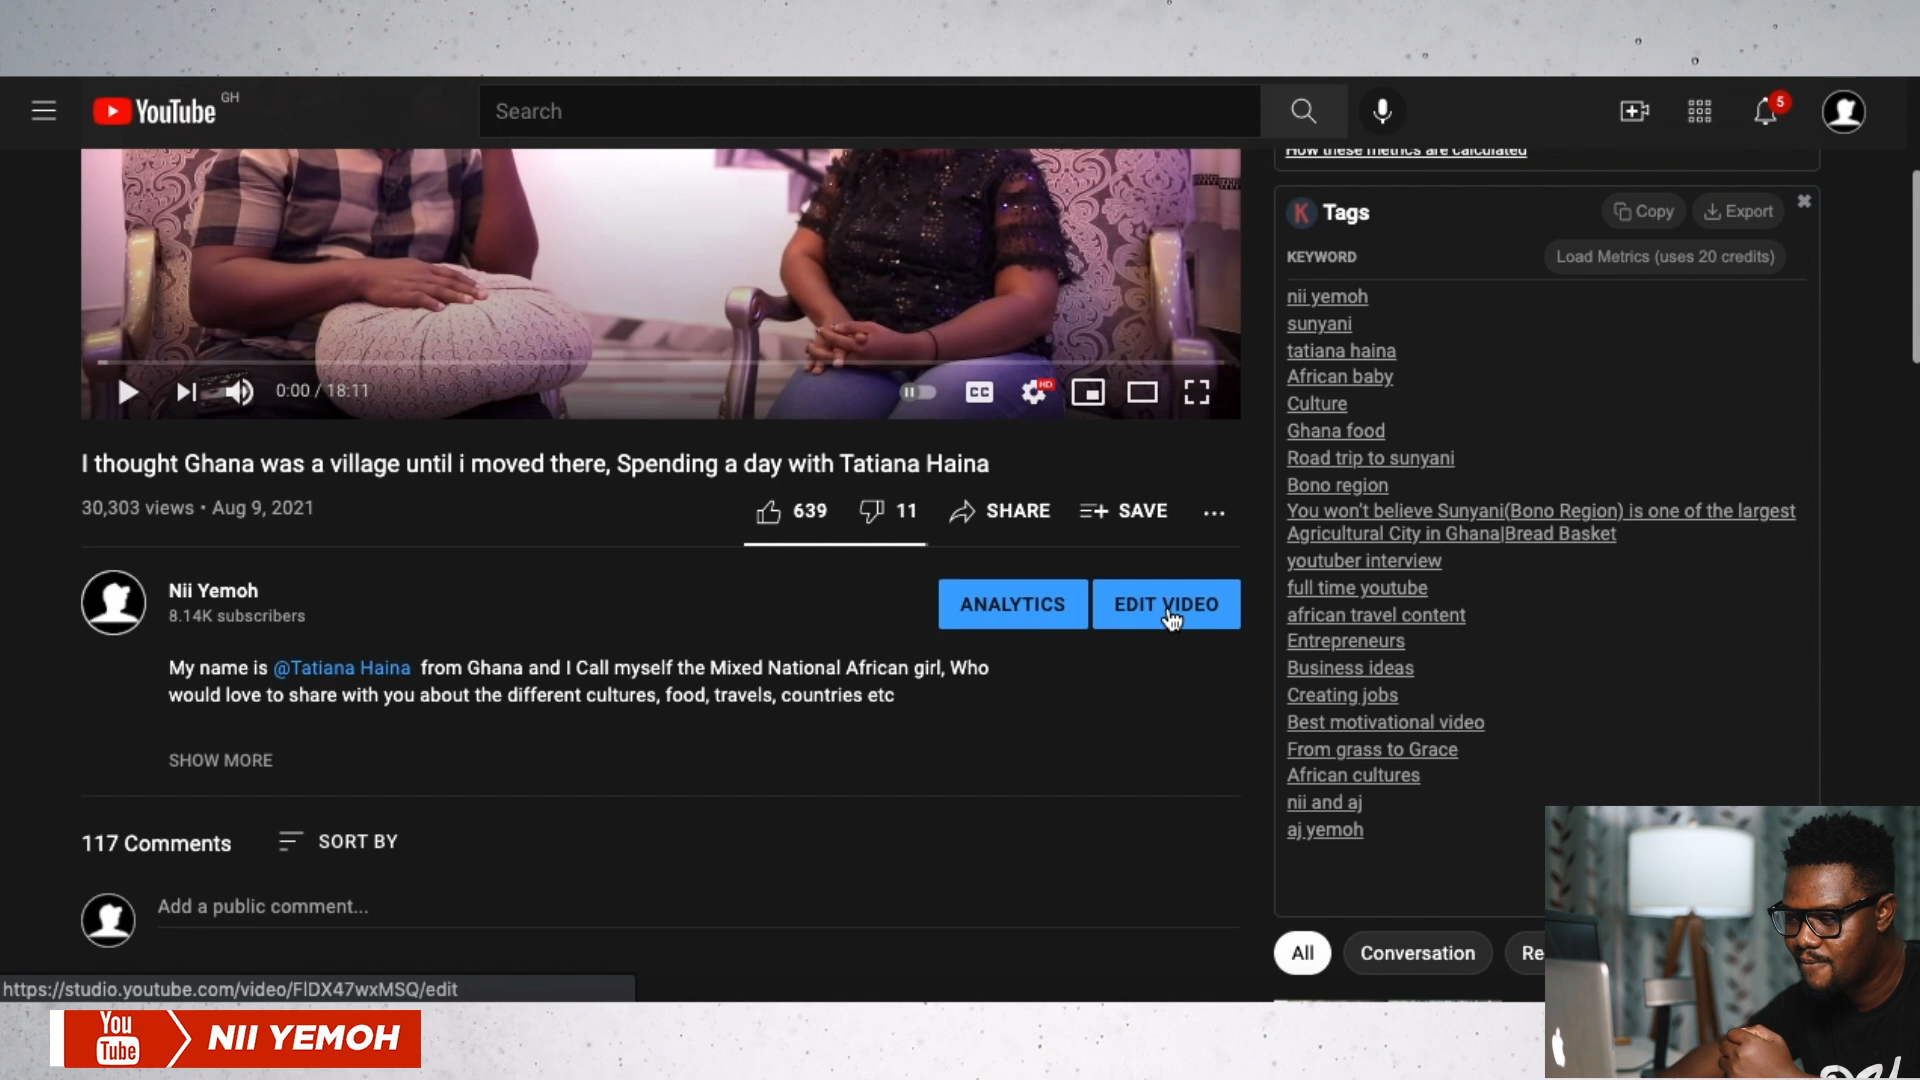 YouTube GH
Search
5
How these metrics are calculated
K Tags
Copy
Export
KEYWORD
Load Metrics (uses 20 credits)
nii yemoh
sunyani
tatiana haina
African baby
Culture
Ghana food
Road trip to sunyani
Bono region
You won't believe Sunyani(Bono Region) is one of the largest
Agricultural City in Ghana|Bread Basket
youtuber interview
full time youtube
african travel content
Entrepreneurs
Business ideas
Creating jobs
Best motivational video
From grass to Grace
African cultures
nii and aj
aj yemoh
0:00 / 18:11
CC
HD
I thought Ghana was a village until i moved there, Spending a day with Tatiana Haina
30,303 views • Aug 9, 2021
639
11
SHARE
SAVE
Nii Yemoh
8.14K subscribers
ANALYTICS
EDIT VIDEO
My name is @Tatiana Haina from Ghana and I Call myself the Mixed National African girl, Who
would love to share with you about the different cultures, food, travels, countries etc
SHOW MORE
117 Comments
SORT BY
Add a public comment...
All
Conversation
Re
https://studio.youtube.com/video/FlDX47wxMSQ/edit
You
Tube
NII YEMOH